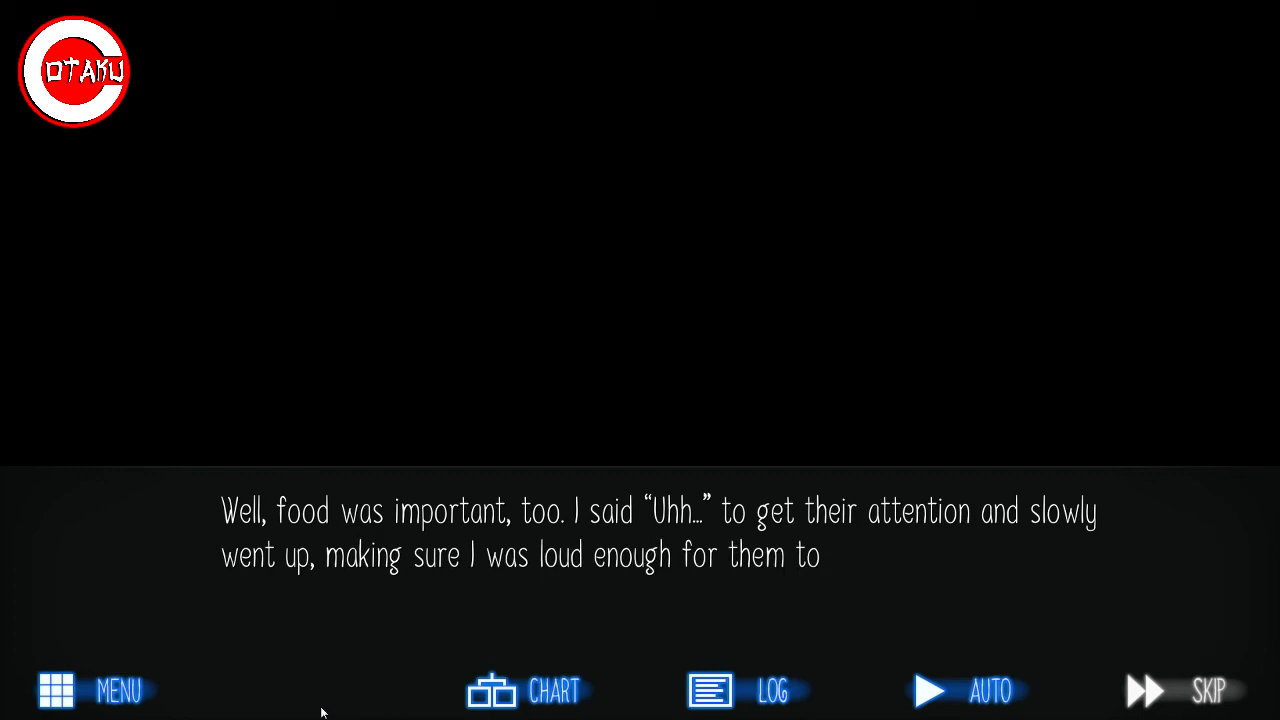 OTAKU
Well, food was important, too. I said “Uhh...” to get their attention and slowly
went up, making sure I was loud enough for them to
MENU
CHART
LOG
AUTO
SKIP